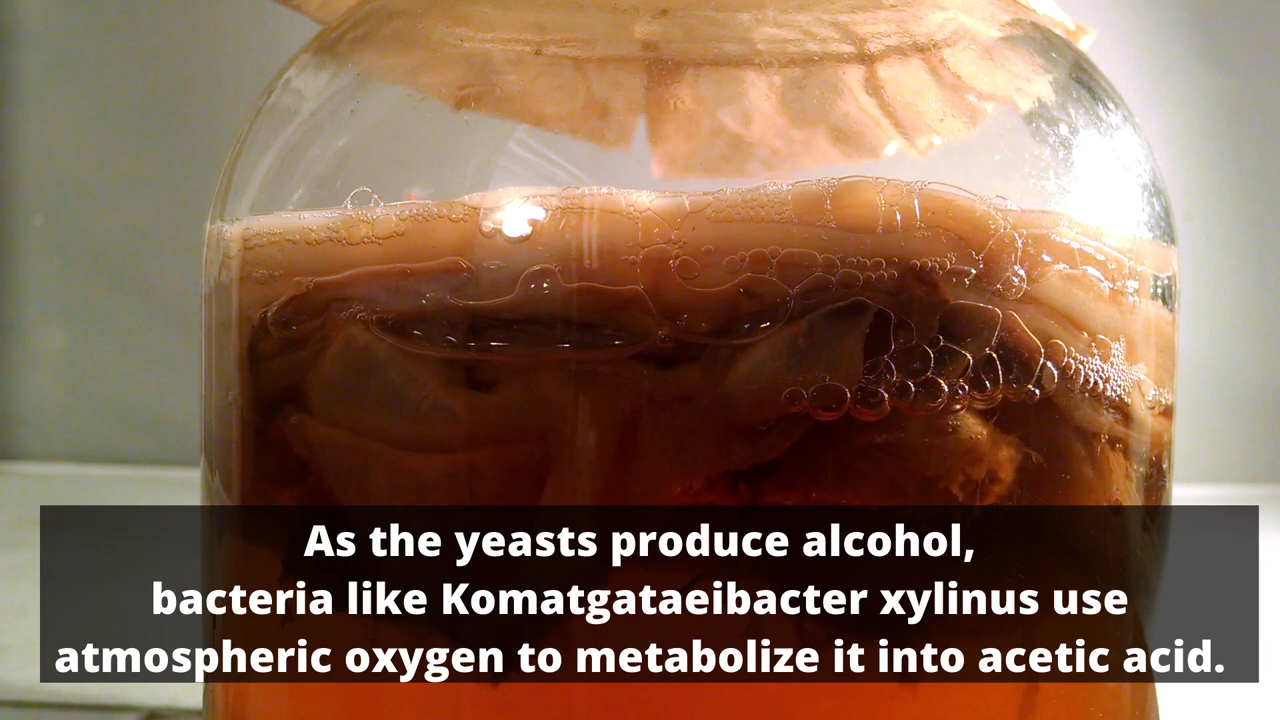 As the yeasts produce alcohol,
bacteria like Komatgataeibacter xylinus use
atmospheric oxygen to metabolize it into acetic acid.